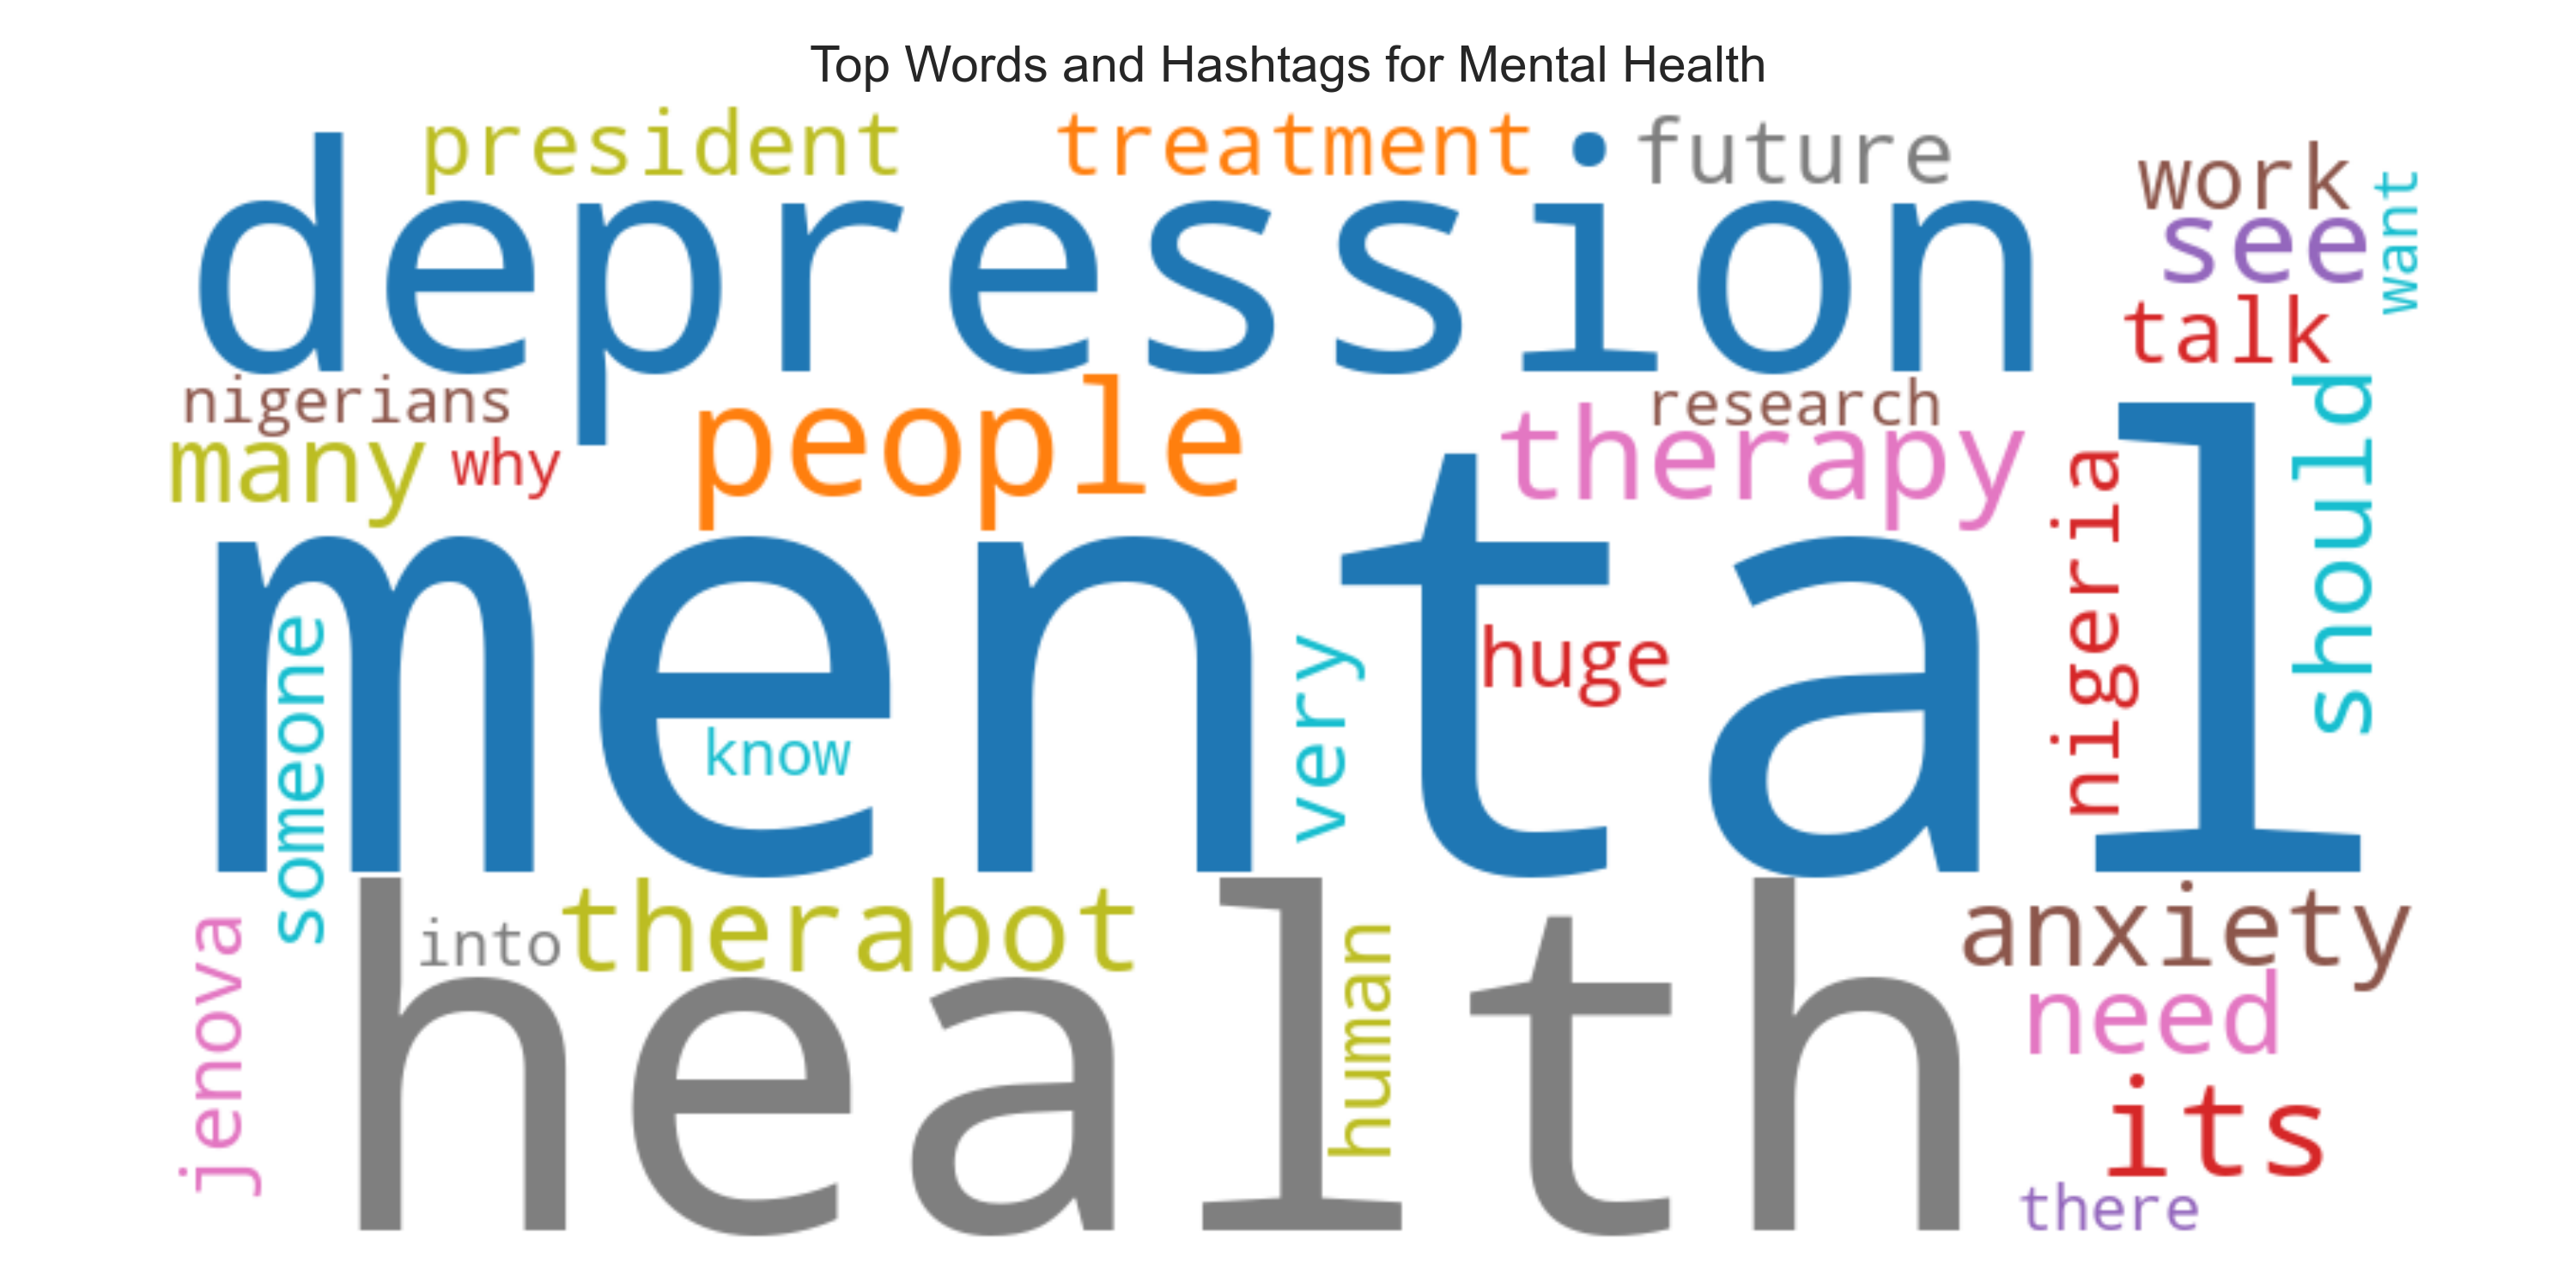 Top Words and Hashtags for Mental Health
president
treatment
future
work
want
depression
see
talk
nigerians
people
research
should
many
why
therapy
nigeria
mental
someone
know
very
huge
jenova
into
therabot
human
anxiety
health
need
its
there